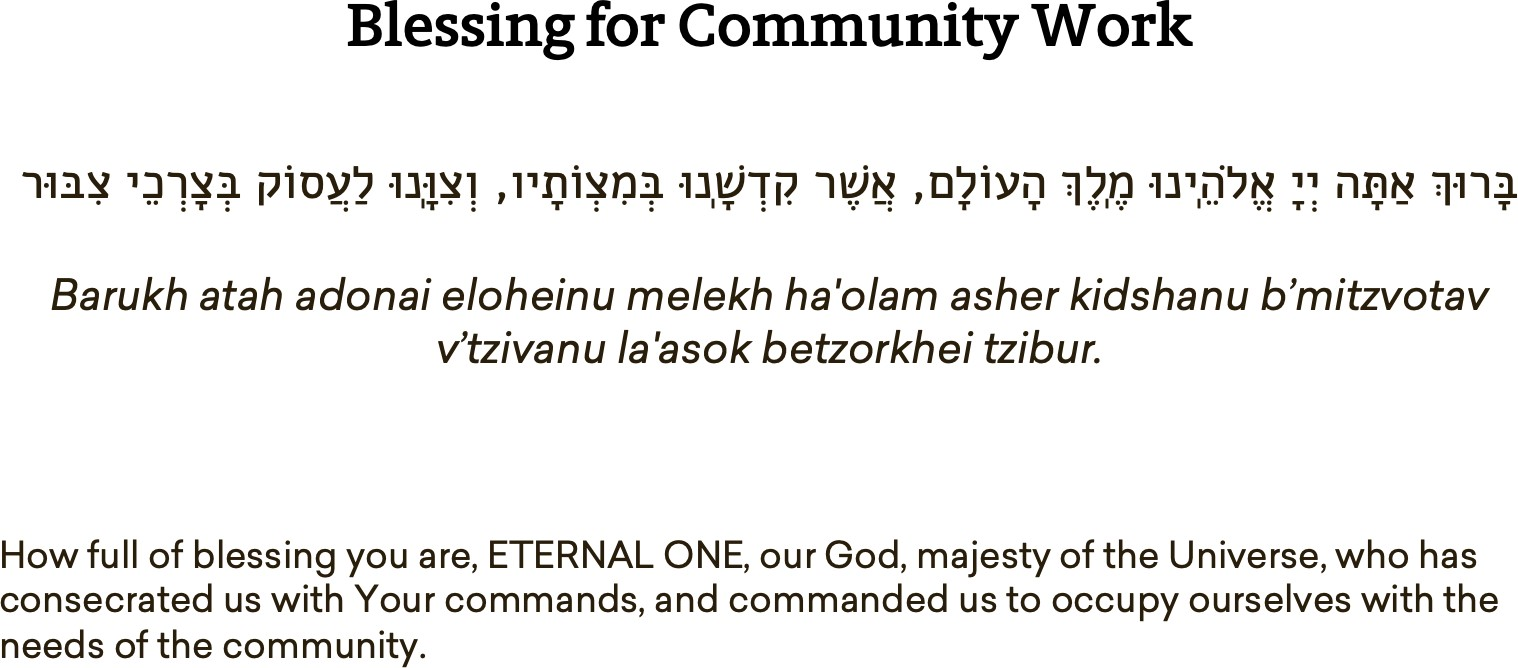 Blessing for Community Work
בָּרוּךְ אַתָּה יְיָ אֱלֹהֵֽינוּ מֶֽלֶךְ הָעוֹלָם, אֲשֶׁר קִדְשָֽׁנוּ בְּמִצְוֹתָיו, וְצִוָּֽנוּ לַעֲסוֹק בְּצָרְכֵי צִבּוּר
Barukh atah adonai eloheinu melekh ha'olam asher kidshanu b’mitzvotav
v’tzivanu la'asok betzorkhei tzibur.
How full of blessing you are, ETERNAL ONE, our God, majesty of the Universe, who has
consecrated us with Your commands, and commanded us to occupy ourselves with the
needs of the community.